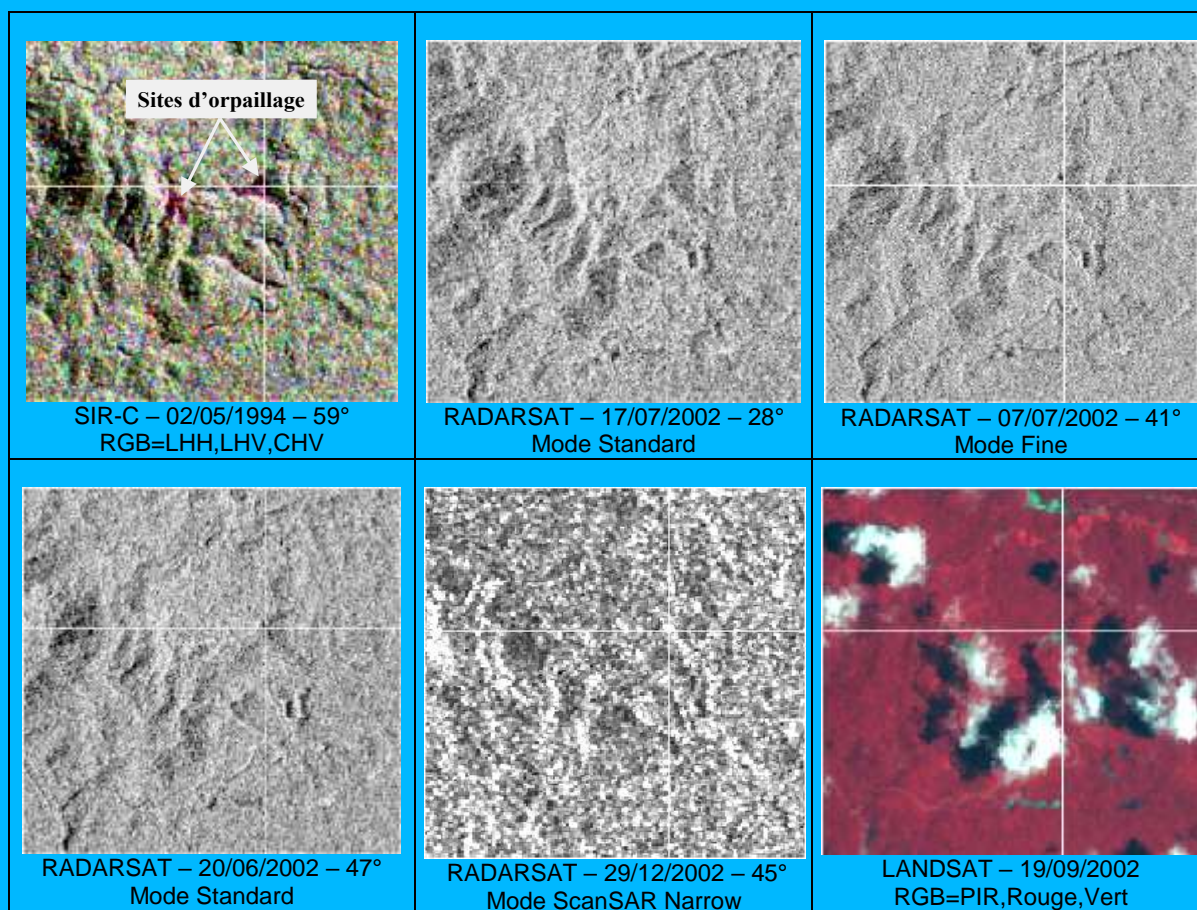 Sites d'orpaillage
SIR-C – 02/05/1994 – 59°
RGB=LHH,LHV,CHV
RADARSAT – 17/07/2002 – 28°
Mode Standard
RADARSAT – 07/07/2002 – 41°
Mode Fine
RADARSAT – 20/06/2002 – 47°
Mode Standard
RADARSAT – 29/12/2002 – 45°
Mode ScanSAR Narrow
LANDSAT – 19/09/2002
RGB=PIR,Rouge,Vert